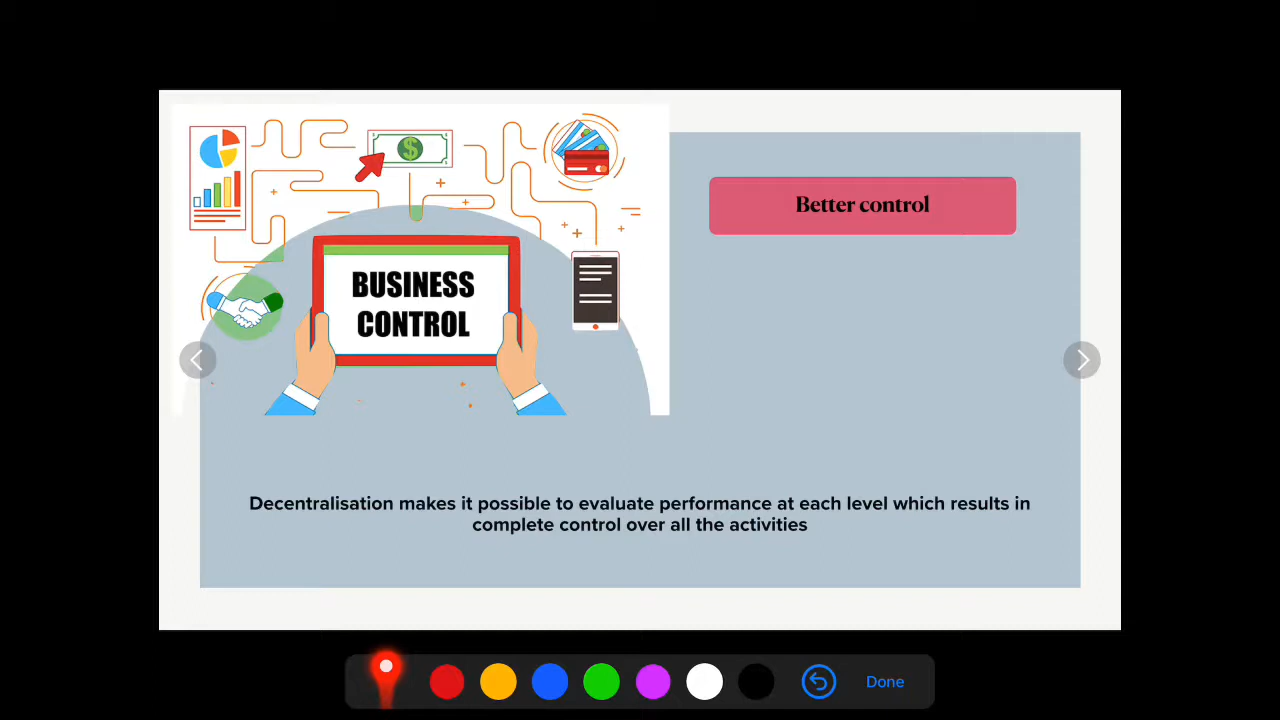 Better control
BUSINESS
CONTROL
Decentralisation makes it possible to evaluate performance at each level which results in
complete control over all the activities
Done